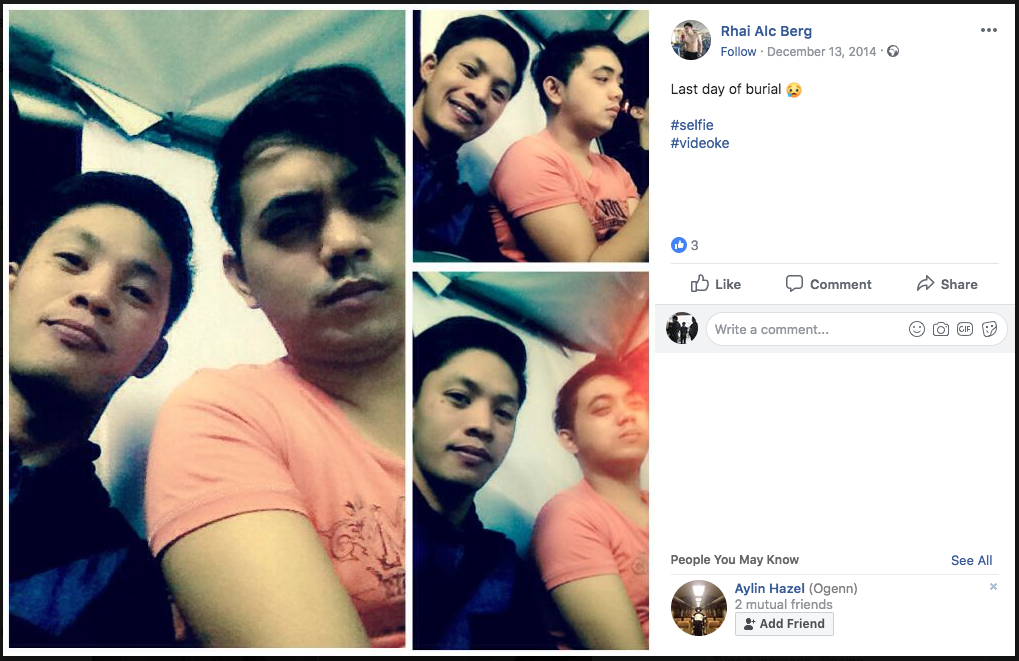 Rhai Alc Berg
Follow · December 13, 2014 ·
Last day of burial 😥
#selfie
#videoke
3
Like Comment Share
Write a comment...
GIF
People You May Know See All
Aylin Hazel (Ogenn)
2 mutual friends
Add Friend